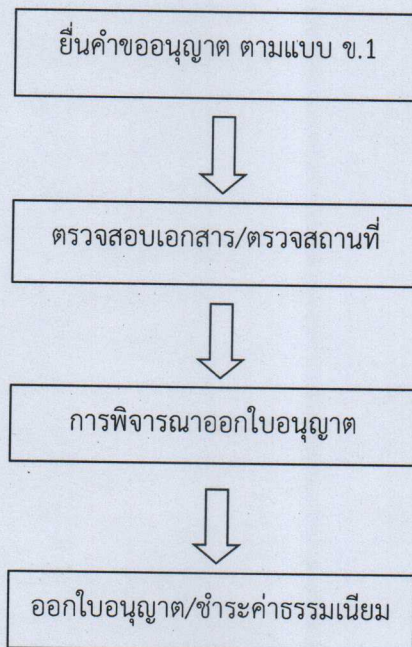 ยื่นคำขออนุญาต ตามแบบ ข.1
ตรวจสอบเอกสาร/ตรวจสถานที่
การพิจารณาออกใบอนุญาต
ออกใบอนุญาต/ชำระค่าธรรมเนียม